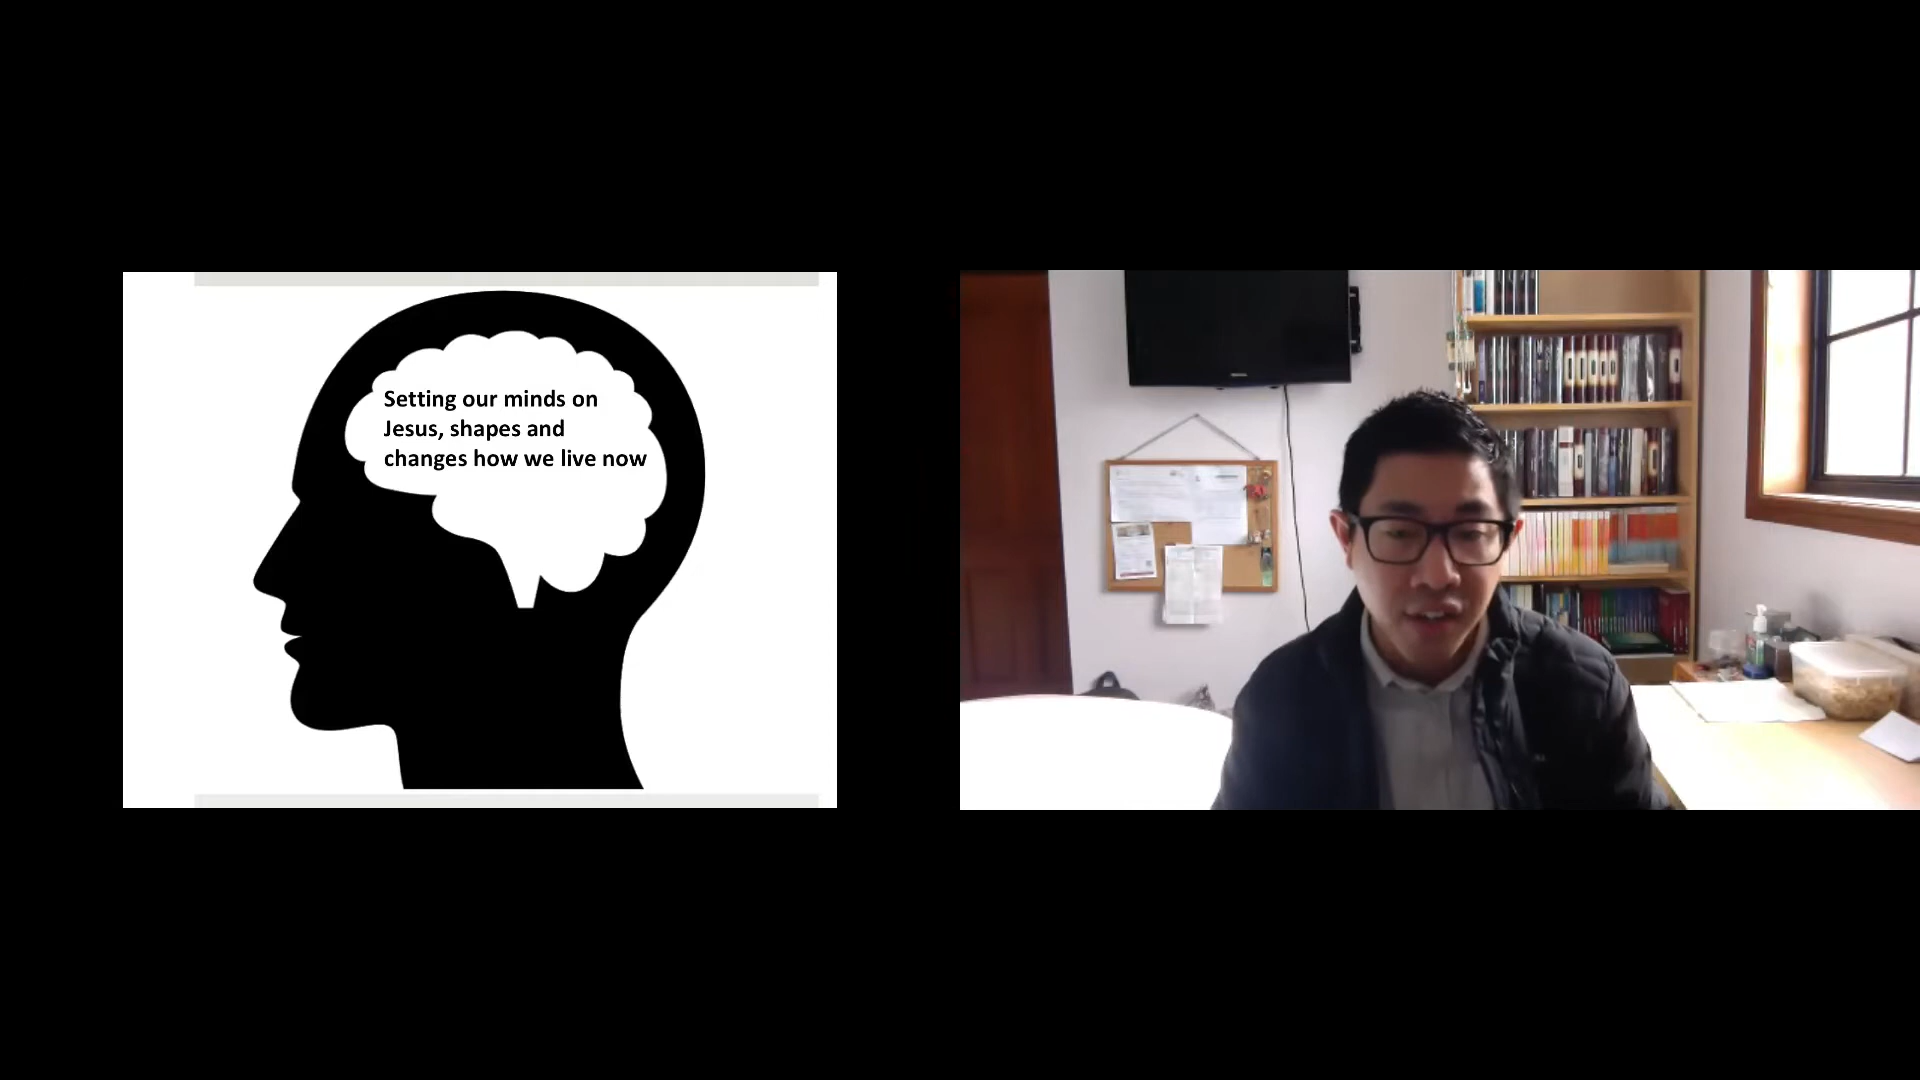 Setting our minds on
Jesus, shapes and
changes how we live now